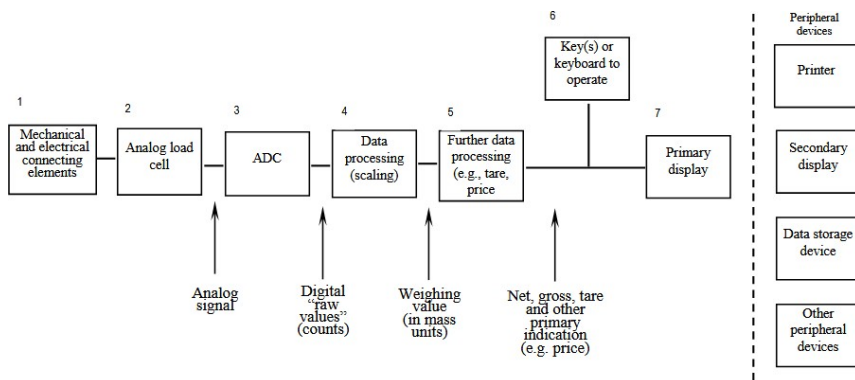 6
Key(s) or
keyboard to
operate
1
Mechanical
and electrical
connecting
elements
2
Analog load
cell
3
ADC
4
Data
processing
(scaling)
5
Further data
processing
(e.g., tare,
price
7
Primary
display
Analog
signal
Digital
“raw
values”
(counts)
Weighing
value
(in mass
units)
Net, gross, tare
and other
primary
indication
(e.g. price)
Peripheral
devices
Printer
Secondary
display
Data storage
device
Other
peripheral
devices